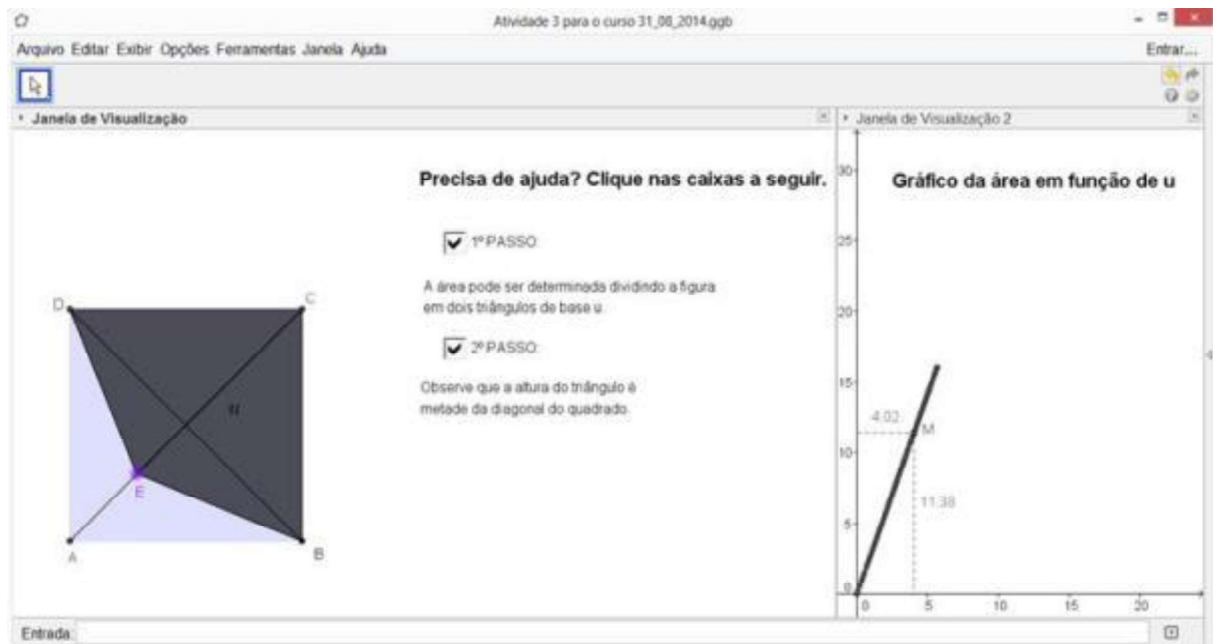 Atividade 3 para o curso 31_08_2014.ggb
Arquivo Editar Exibir Opções Ferramentas Janela Ajuda
Entrar...
Janela de Visualização
Janela de Visualização 2
Precisa de ajuda? Clique nas caixas a seguir.
1º PASSO:
A área pode ser determinada dividindo a figura
em dois triângulos de base u.
2º PASSO:
Observe que a altura do triângulo é
metade da diagonal do quadrado.
D
C
u
E
A
B
Gráfico da área em função de u
30
25
20
15
10
5
0
4.02
M
11.38
0 5 10 15 20
Entrada: